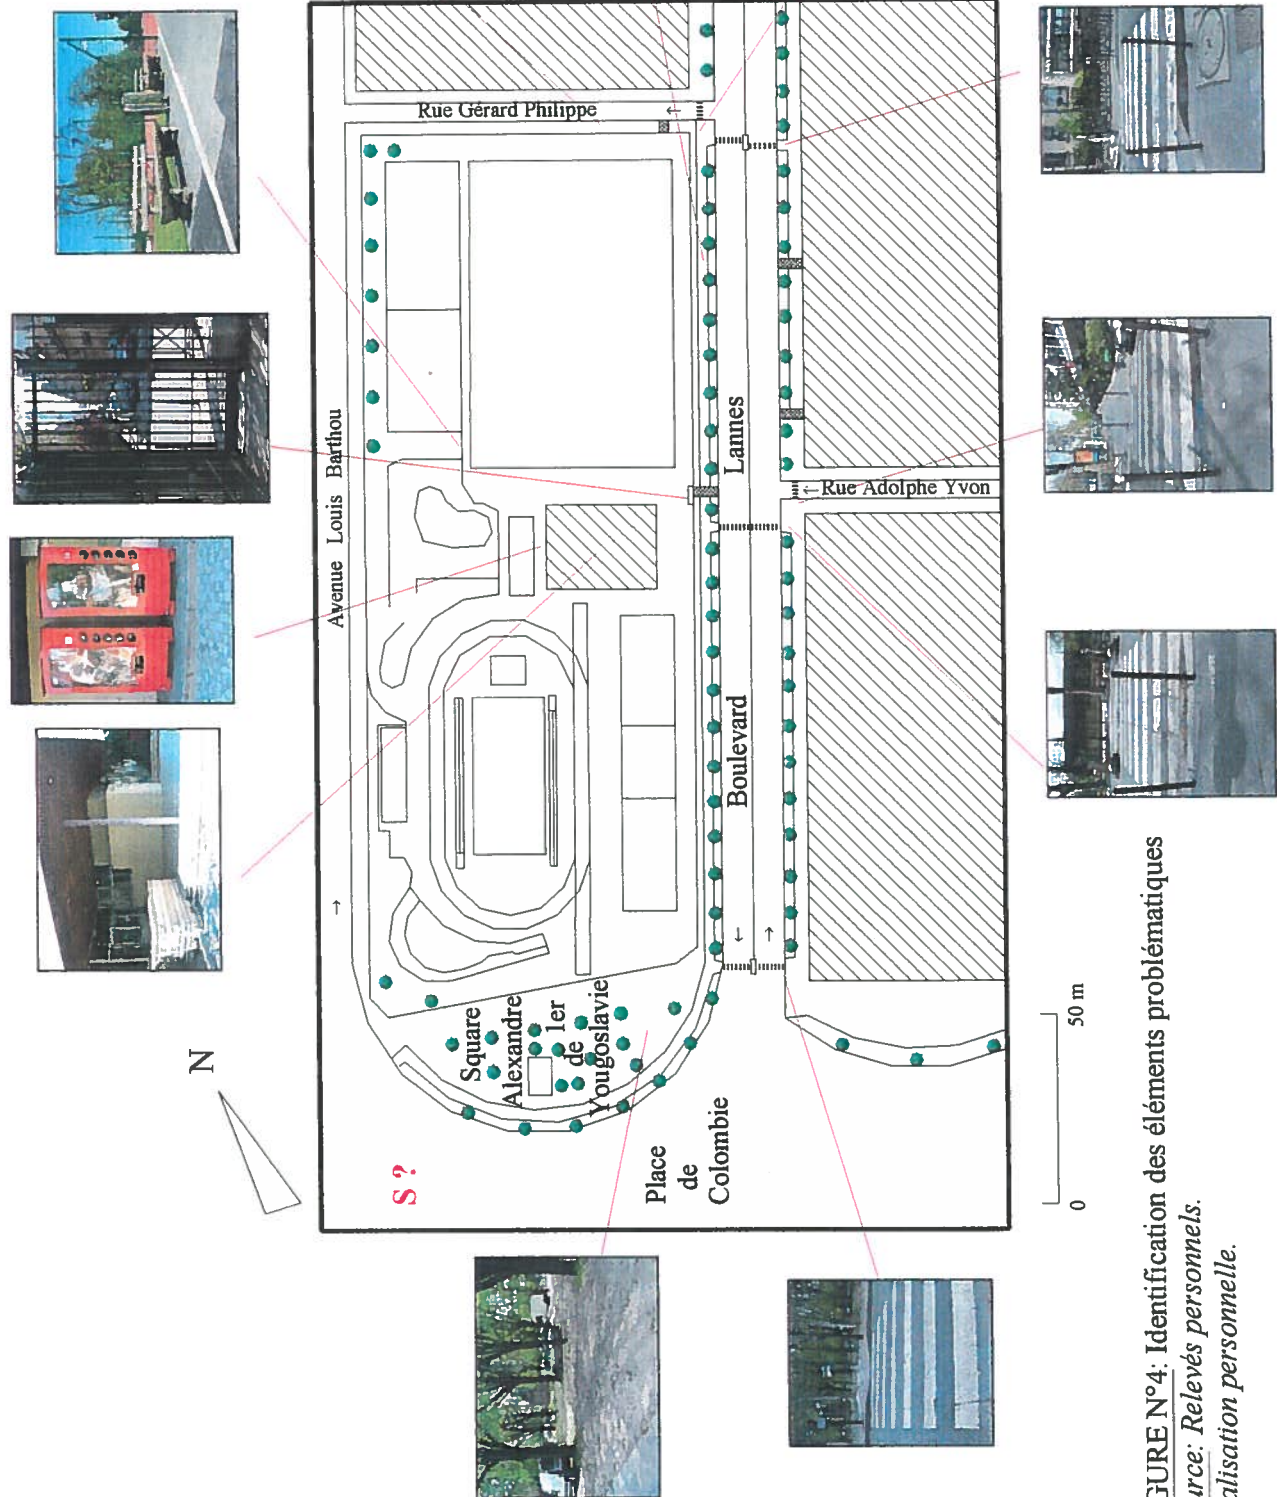 Rue Gérard Philippe
←
Avenue Louis Barthou
→
Lannes
← Rue Adolphe Yvon
Boulevard
←
→
Square
Alexandre
1er
de
Yougoslavie
N
S ?
Place
de
Colombie
0 50 m
GURE N°4: Identification des éléments problématiques
urce: Relevés personnels.
alisation personnelle.